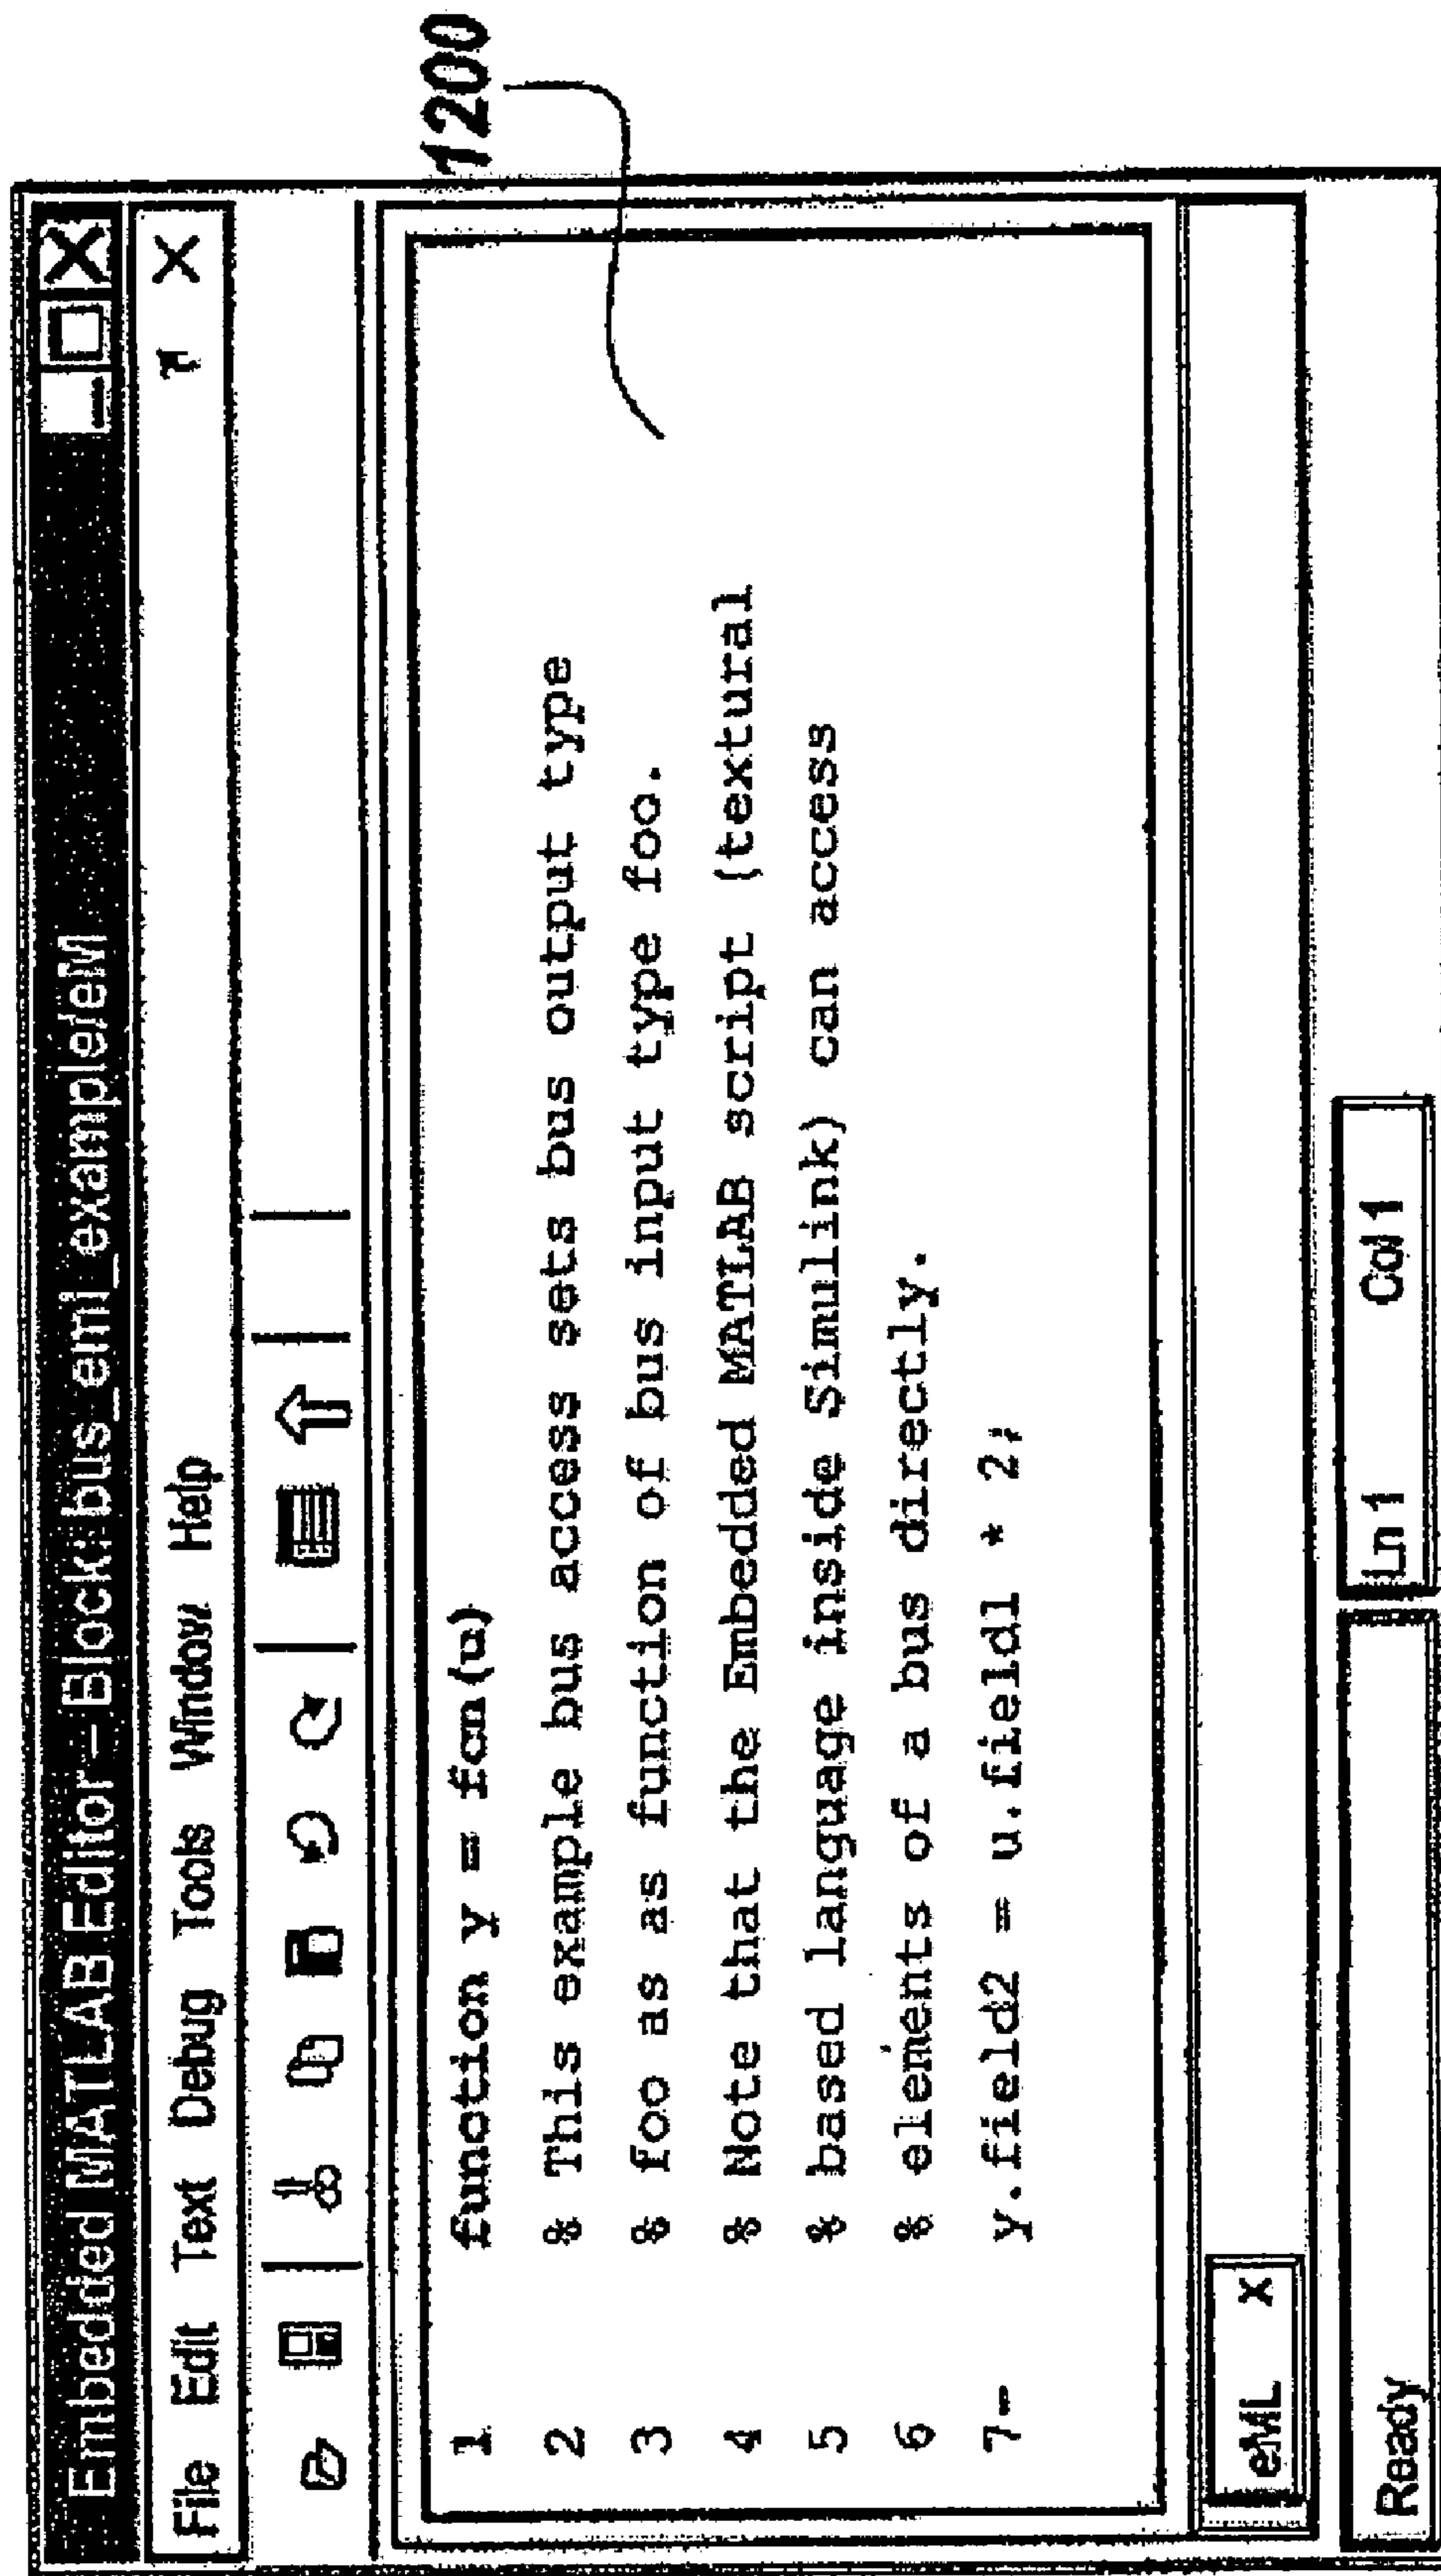 Embedded MATLAB Editor - Block: bus_eml_example/eM
File Edit Text Debug Tools Window Help
1 function y = fcn(u)
2 % This example bus access sets bus output type
3 % foo as as function of bus input type foo.
4 % Note that the Embedded MATLAB script (textural
5 % based language inside Simulink) can access
6 % elements of a bus directly.
7- y.field2 = u.field1 * 2;
eML x
Ready Ln 1 Col 1
1200